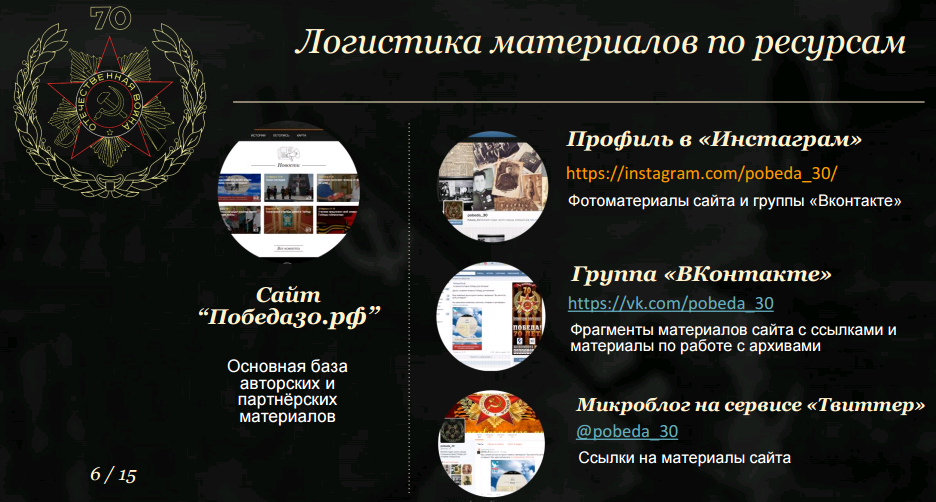 70
ОТЕЧЕСТВЕННАЯ ВОЙНА
Логистика материалов по ресурсам
Новости
Сайт
“Победа30.рф”
Основная база
авторских и
партнёрских
материалов
Профиль в «Инстаграм»
https://instagram.com/pobeda_30/
Фотоматериалы сайта и группы «Вконтакте»
pobeda_30
Группа «ВКонтакте»
https://vk.com/pobeda_30
Фрагменты материалов сайта с ссылками и
материалы по работе с архивами
70
ПОБЕДА!
70 ЛЕТ
Микроблог на сервисе «Твиттер»
@pobeda_30
Ссылки на материалы сайта
pobeda_30
6 / 15